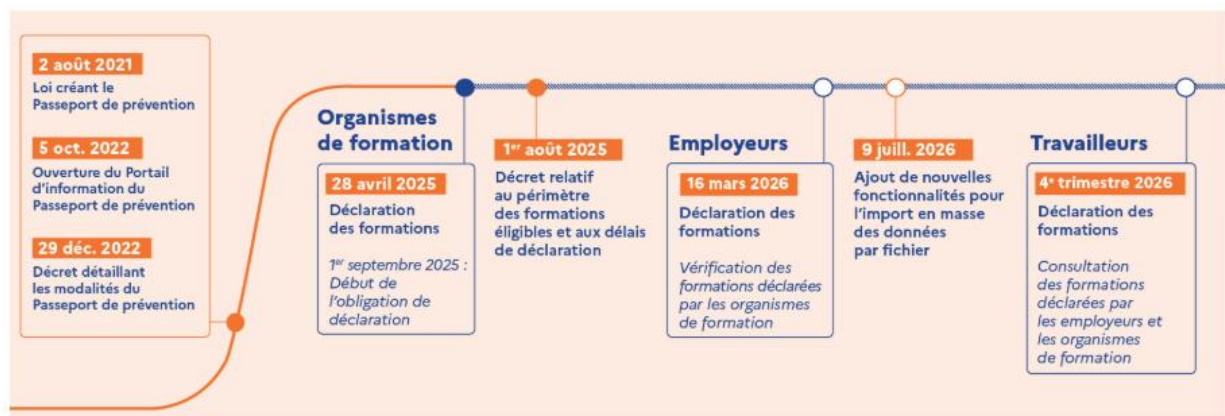 2 août 2021
Loi créant le
Passeport de prévention
5 oct. 2022
Ouverture du Portail
d'information du
Passeport de prévention
29 déc. 2022
Décret détaillant
les modalités du
Passeport de prévention
Organismes
de formation
28 avril 2025
Déclaration
des formations
1er septembre 2025 :
Début de
l'obligation de
déclaration
1er août 2025
Décret relatif
au périmètre
des formations
éligibles et aux délais
de déclaration
Employeurs
16 mars 2026
Déclaration des
formations
Vérification des
formations déclarées
par les organismes
de formation
9 juill. 2026
Ajout de nouvelles
fonctionnalités pour
l'import en masse
des données
par fichier
Travailleurs
4e trimestre 2026
Déclaration des
formations
Consultation
des formations
déclarées par
les employeurs et
les organismes
de formation